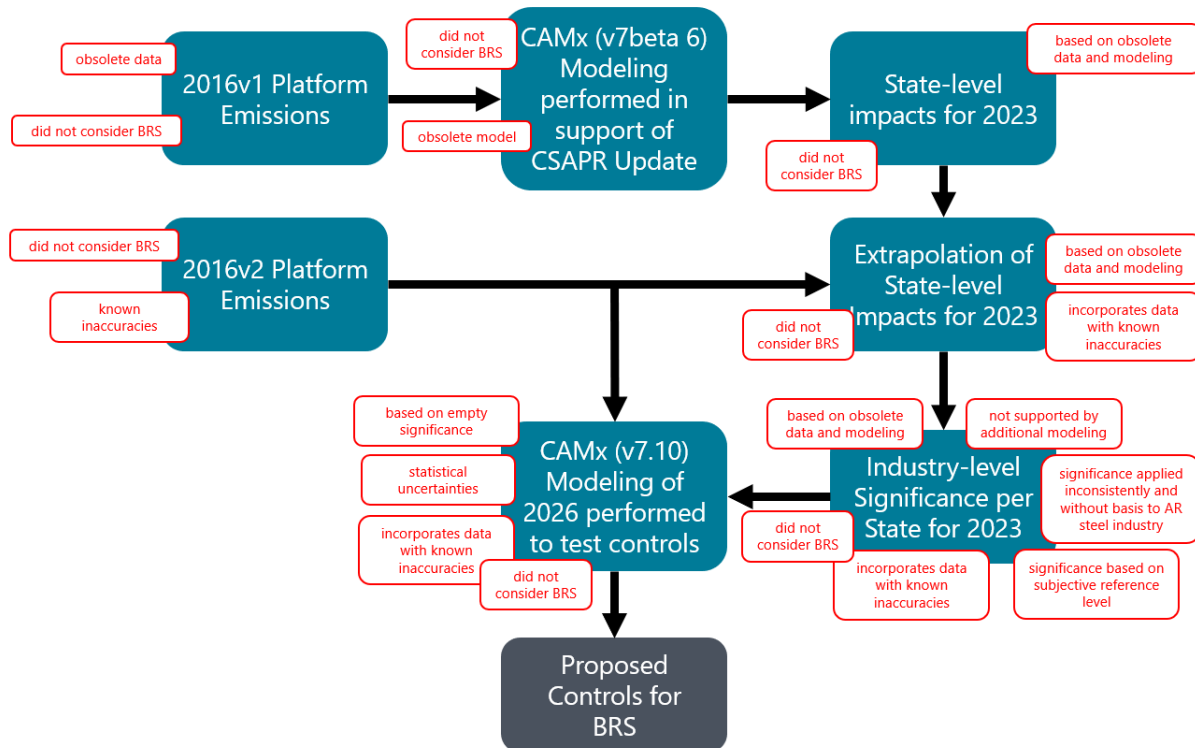 obsolete data
did not consider BRS
2016v1 Platform
Emissions
did not
consider BRS
obsolete model
CAMx (v7beta 6)
Modeling
performed in
support of
CSAPR Update
based on obsolete
data and modeling
did not
consider BRS
State-level
impacts for 2023
did not consider BRS
known
inaccuracies
2016v2 Platform
Emissions
based on obsolete
data and modeling
incorporates data
with known
inaccuracies
did not
consider BRS
Extrapolation of
State-level
Impacts for 2023
based on empty
significance
statistical
uncertainties
incorporates data
with known
inaccuracies
did not
consider BRS
CAMx (v7.10)
Modeling of
2026 performed
to test controls
based on obsolete
data and modeling
not supported by
additional modeling
significance applied
inconsistently and
without basis to AR
steel industry
did not
consider BRS
incorporates data
with known
inaccuracies
significance based on
subjective reference
level
Industry-level
Significance per
State for 2023
Proposed
Controls for
BRS